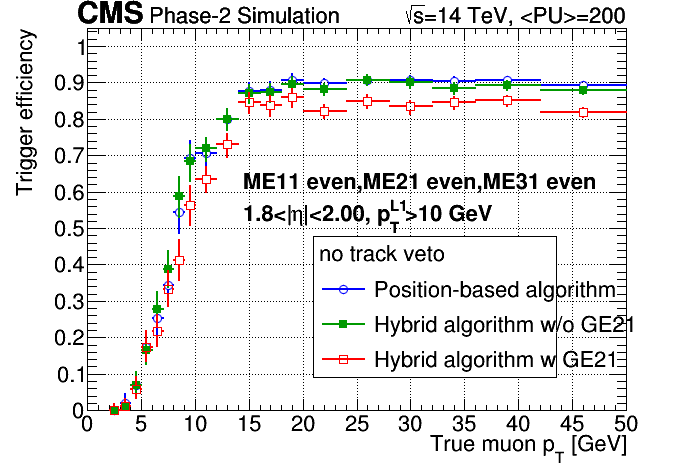 CMS Phase-2 Simulation √s=14 TeV, <PU>=200
Trigger efficiency
1
0.9
0.8
0.7
0.6
0.5
0.4
0.3
0.2
0.1
0
ME11 even,ME21 even,ME31 even
1.8<|η|<2.00, p_T^L1>10 GeV
no track veto
Position-based algorithm
Hybrid algorithm w/o GE21
Hybrid algorithm w GE21
0 5 10 15 20 25 30 35 40 45 50
True muon p_T [GeV]